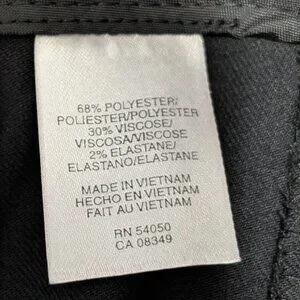 68% POLYESTER/
POLIESTER/POLYESTER
30% VISCOSE/
VISCOSA/VISCOSE
2% ELASTANE/
ELASTANO/ELASTANE
MADE IN VIETNAM
HECHO EN VIETNAM
FAIT AU VIETNAM
RN 54050
CA 08349